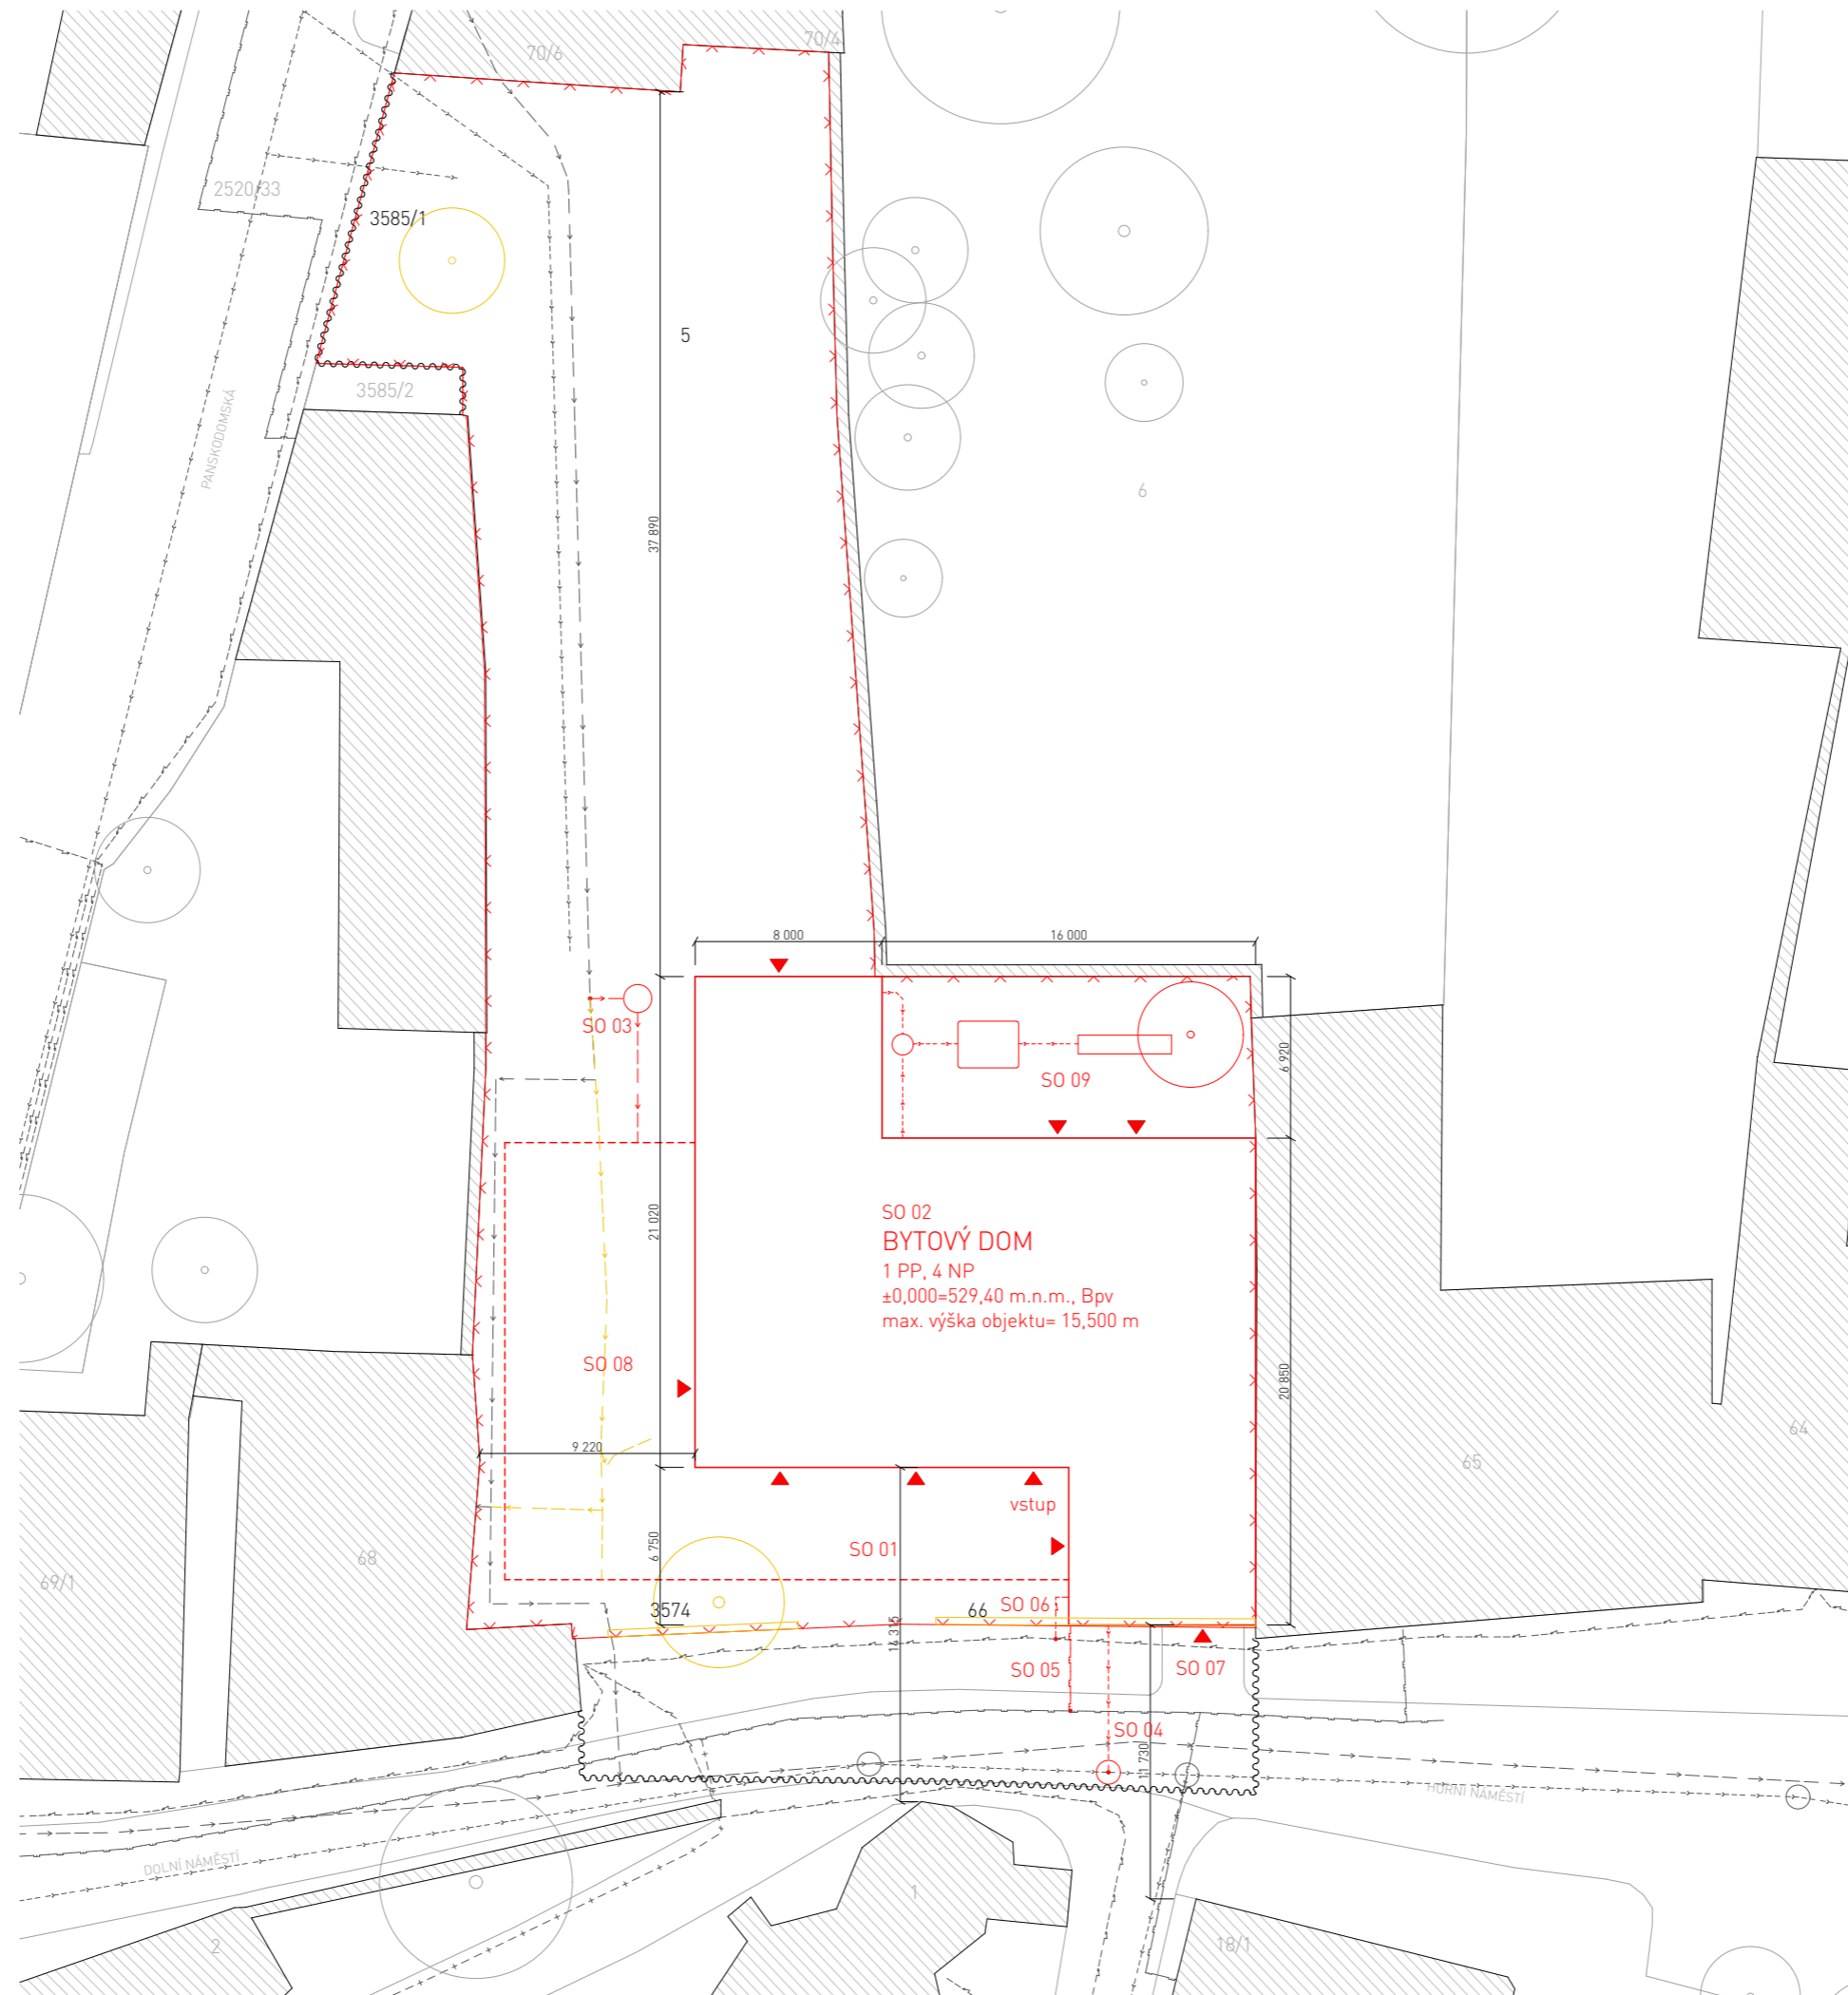 70/6
70/4
2520/33
3585/1
5
3585/2
PANSKODOMSKÁ
6
37 890
8 000
16 000
SO 03
6 920
SO 09
21 020
SO 02
BYTOVÝ DOM
1 PP, 4 NP
±0,000=529,40 m.n.m., Bpv
max. výška objektu= 15,500 m
SO 08
20 850
64
9 220
65
vstup
6 750
SO 01
68
69/1
3574
66
SO 06
14 315
SO 05
SO 07
SO 04
11 730
HORNÍ NÁMĚSTÍ
DOLNÍ NÁMĚSTÍ
1
2
18/1